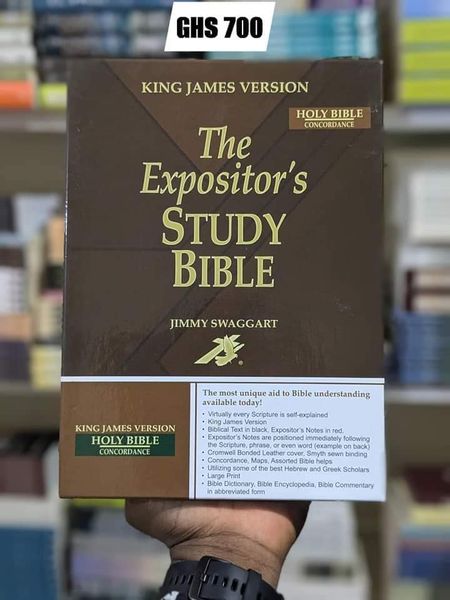 GHS 700
KING JAMES VERSION
HOLY BIBLE
CONCORDANCE
The
Expositor's
STUDY
BIBLE
JIMMY SWAGGART
®
KING JAMES VERSION
HOLY BIBLE
CONCORDANCE
The most unique aid to Bible understanding
available today!
• Virtually every Scripture is self-explained
• King James Version
• Biblical Text in black, Expositor's Notes in red.
• Expositor's Notes are positioned immediately following
the Scripture, phrase, or even word (example on back)
• Cromwell Bonded Leather cover, Smyth sewn binding
• Concordance, Maps, Assorted Bible helps
• Utilizing some of the best Hebrew and Greek Scholars
• Large Print
• Bible Dictionary, Bible Encyclopedia, Bible Commentary
in abbreviated form